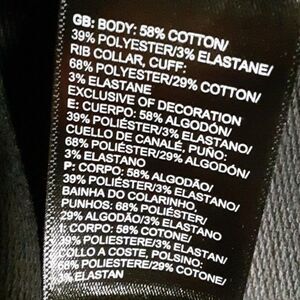 GB: BODY: 58% COTTON/
39% POLYESTER/3% ELASTANE/
RIB COLLAR, CUFF:
68% POLYESTER/29% COTTON/
3% ELASTANE
EXCLUSIVE OF DECORATION
E: CUERPO: 58% ALGODÓN/
39% POLIÉSTER/3% ELASTANO/
CUELLO DE CANALÉ, PUÑO:
68% POLIÉSTER/29% ALGODÓN/
3% ELASTANO
P: CORPO: 58% ALGODÃO/
39% POLIÉSTER/3% ELASTANO/
BAINHA DO COLARINHO,
PUNHOS: 68% POLIÉSTER/
29% ALGODÃO/3% ELASTANO
I: CORPO: 58% COTONE/
39% POLIESTERE/3% ELASTAN/
COLLO A COSTE, POLSINO:
68% POLIESTERE/29% COTONE/
3% ELASTAN